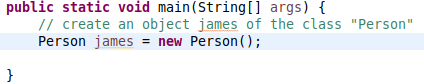 public static void main(String[] args) {
// create an object james of the class "Person"
Person james = new Person();
}